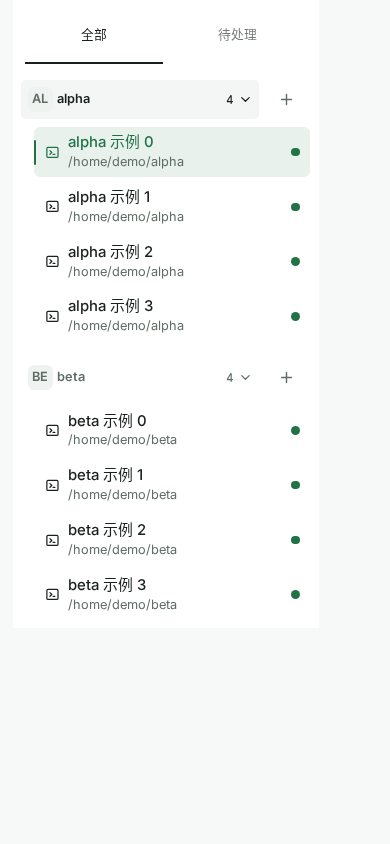 全部 待处理
AL alpha 4
alpha 示例 0
/home/demo/alpha
alpha 示例 1
/home/demo/alpha
alpha 示例 2
/home/demo/alpha
alpha 示例 3
/home/demo/alpha
BE beta 4
beta 示例 0
/home/demo/beta
beta 示例 1
/home/demo/beta
beta 示例 2
/home/demo/beta
beta 示例 3
/home/demo/beta